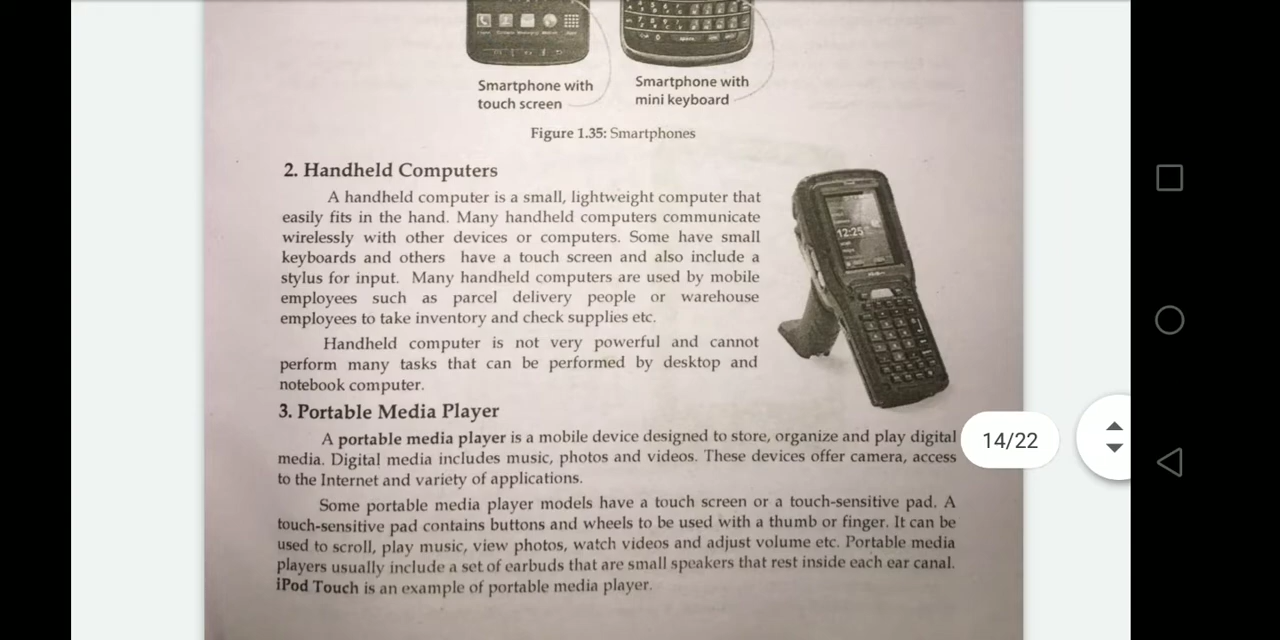 Smartphone with
touch screen
Smartphone with
mini keyboard
Figure 1.35: Smartphones
2. Handheld Computers
A handheld computer is a small, lightweight computer that
easily fits in the hand. Many handheld computers communicate
wirelessly with other devices or computers. Some have small
keyboards and others have a touch screen and also include a
stylus for input. Many handheld computers are used by mobile
employees such as parcel delivery people or warehouse
employees to take inventory and check supplies etc.
Handheld computer is not very powerful and cannot
perform many tasks that can be performed by desktop and
notebook computer.
12:25
3. Portable Media Player
A portable media player is a mobile device designed to store, organize and play digital
media. Digital media includes music, photos and videos. These devices offer camera, access
to the Internet and variety of applications.
Some portable media player models have a touch screen or a touch-sensitive pad. A
touch-sensitive pad contains buttons and wheels to be used with a thumb or finger. It can be
used to scroll, play music, view photos, watch videos and adjust volume etc. Portable media
players usually include a set of earbuds that are small speakers that rest inside each ear canal.
iPod Touch is an example of portable media player.
14/22